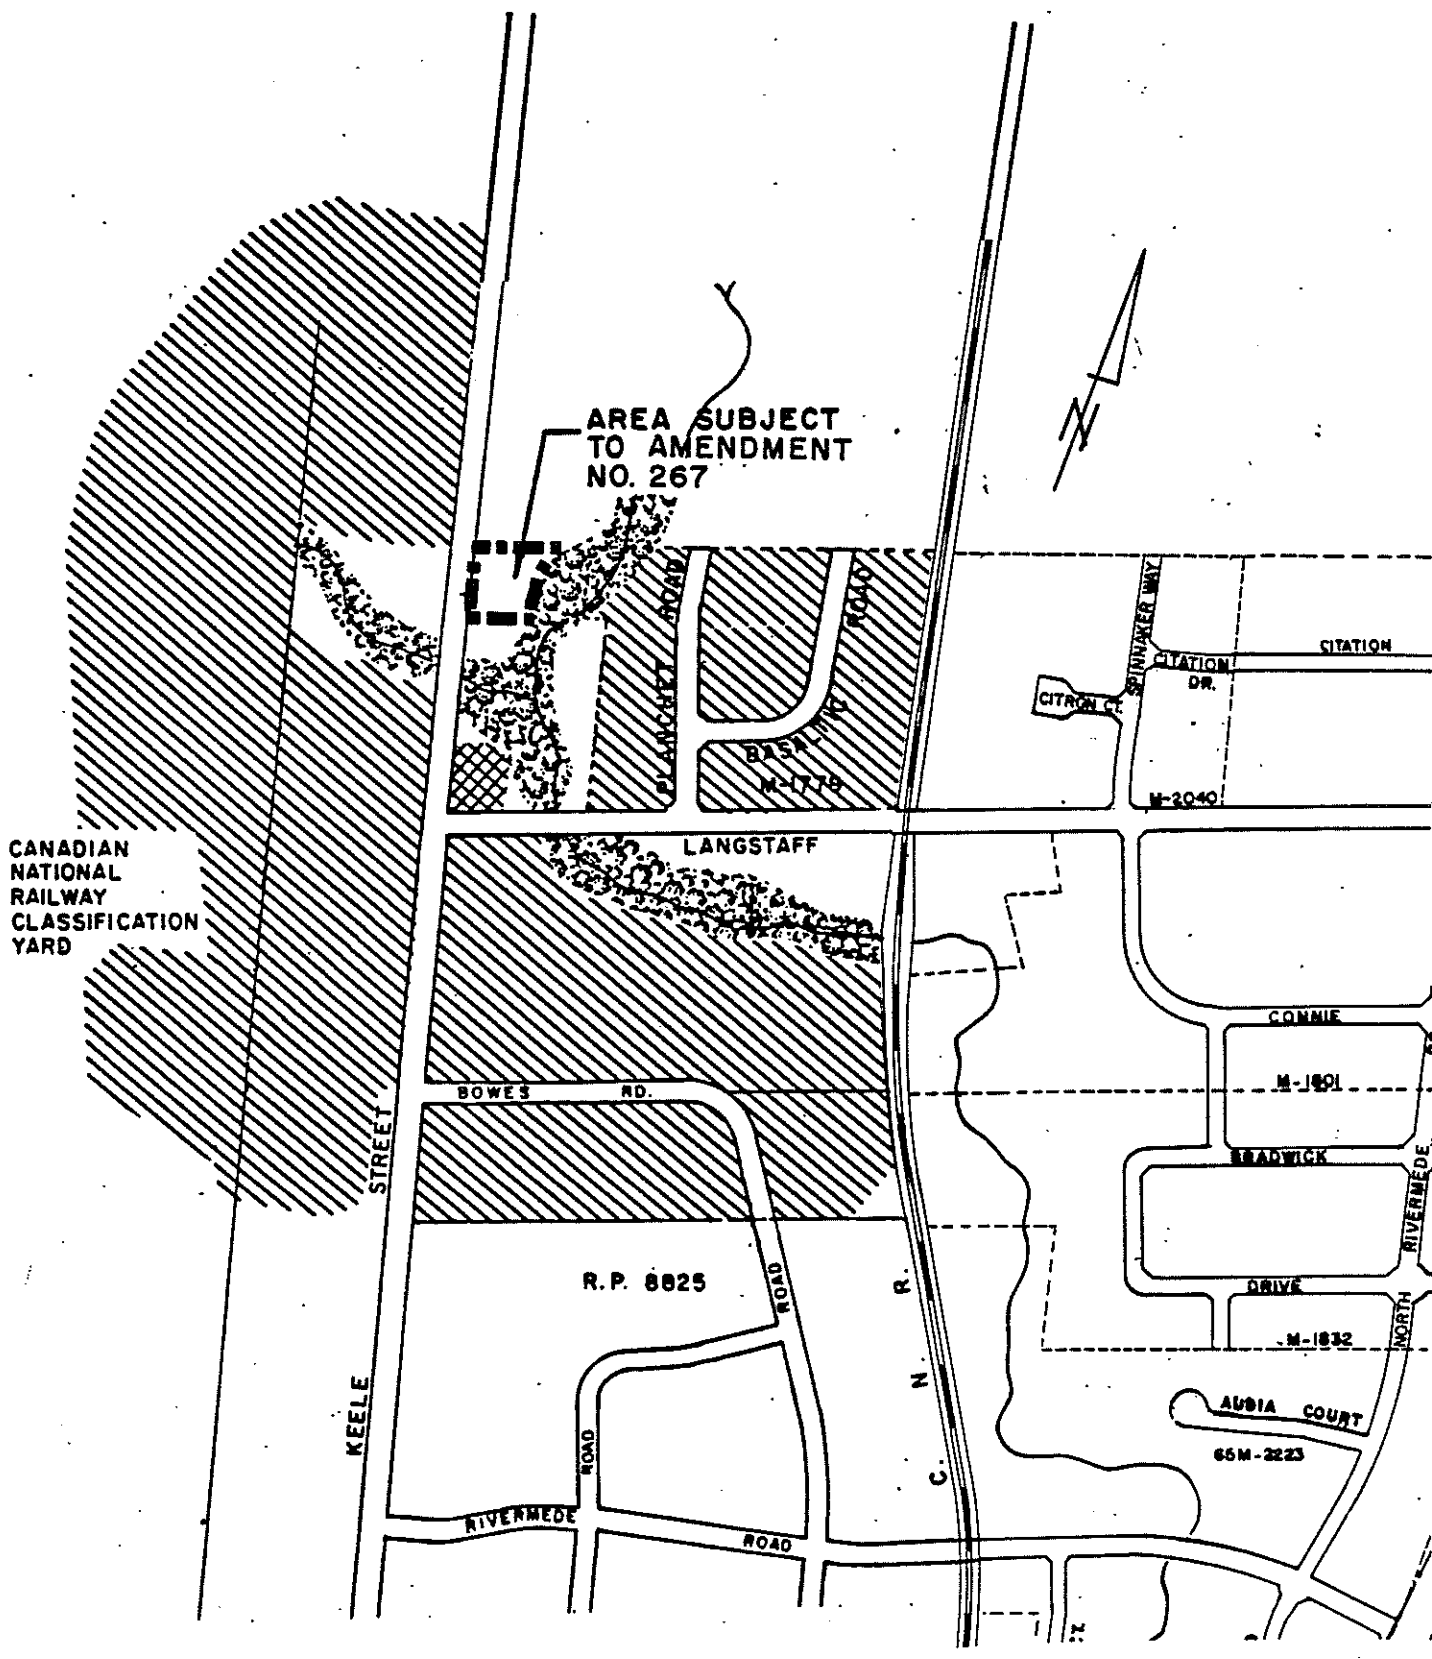 AREA SUBJECT
TO AMENDMENT
NO. 267
N
PLANCHET ROAD
BASALTIC ROAD
M-1779
SPINNAKER WAY
CITATION
CITATION
DR.
CITRON CT.
M-2040
LANGSTAFF
CANADIAN
NATIONAL
RAILWAY
CLASSIFICATION
YARD
CONNIE
M-1801
BOWES RD.
BRADWICK
KEELE STREET
RIVERMEDE
R.P. 8825
ROAD
C. N. R.
DRIVE
NORTH
M-1832
AUBIA COURT
65M-2223
ROAD
RIVERMEDE
ROAD